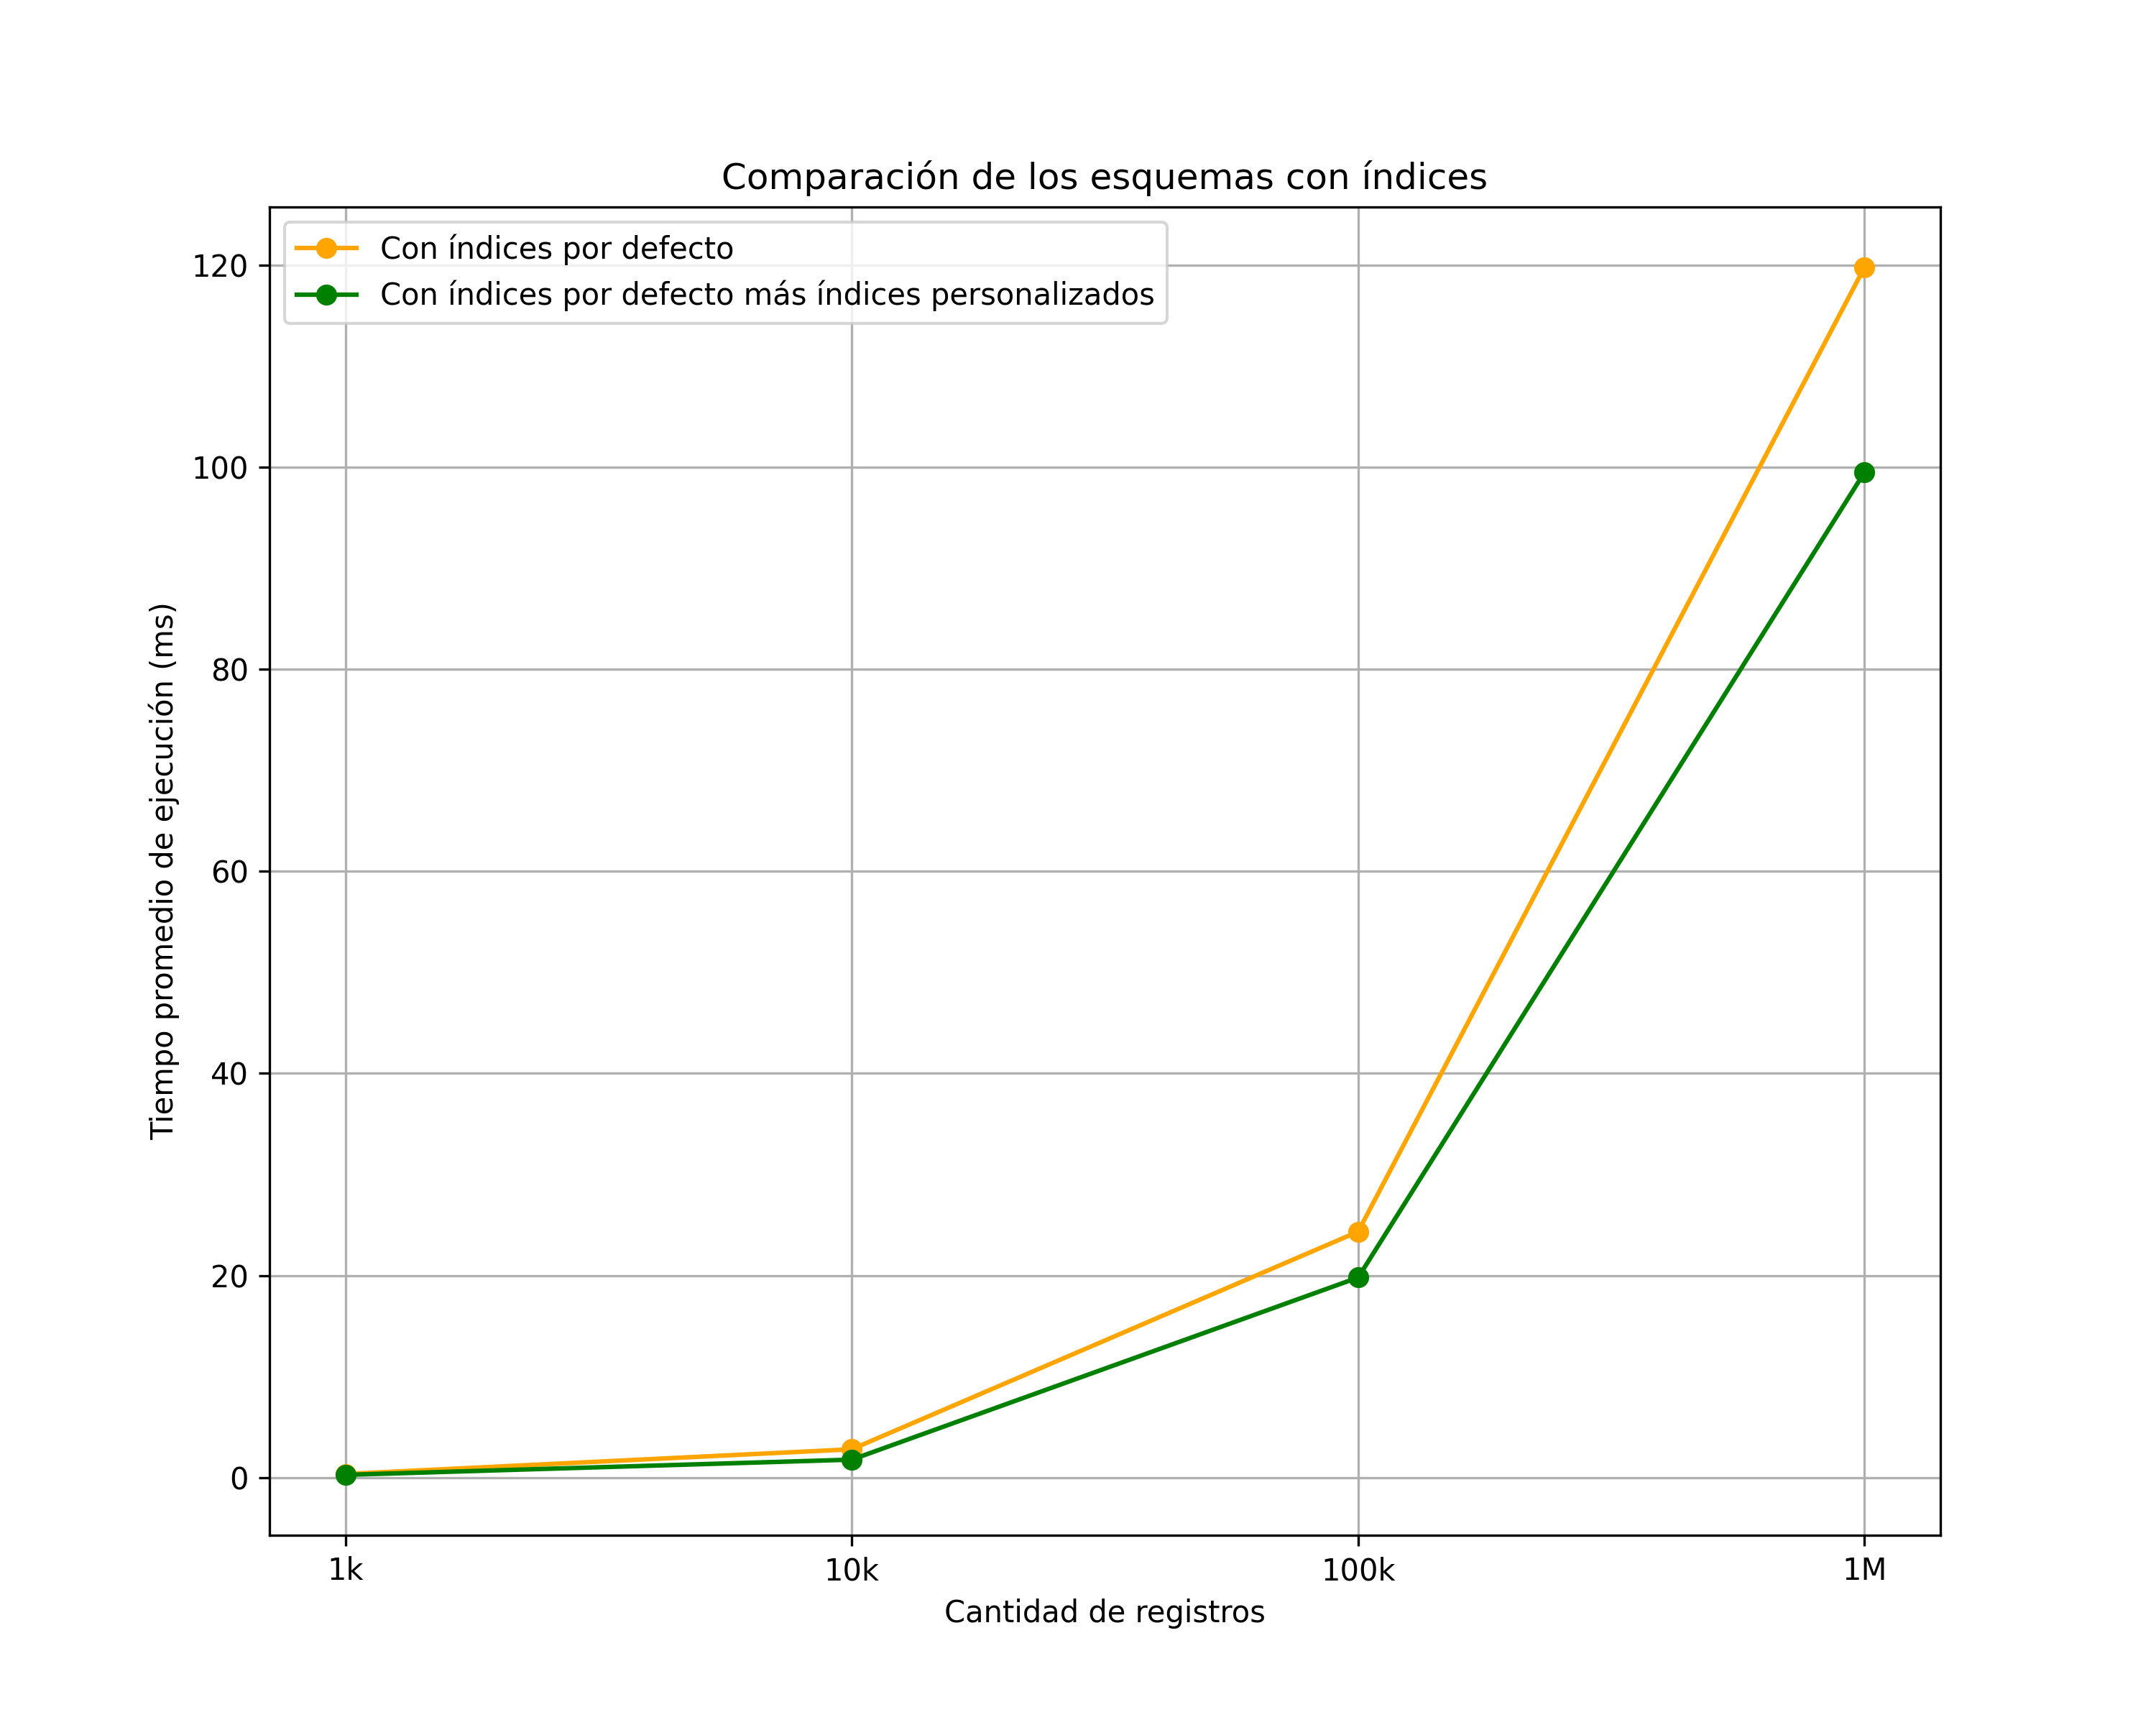 Comparación de los esquemas con índices
Con índices por defecto
Con índices por defecto más índices personalizados
120
100
80
60
40
20
0
Tiempo promedio de ejecución (ms)
1k 10k 100k 1M
Cantidad de registros